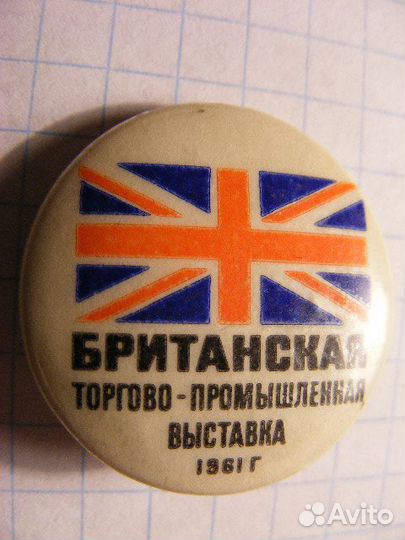 БРИТАНСКАЯ
ТОРГОВО-ПРОМЫШЛЕННАЯ
ВЫСТАВКА
1961 Г
Avito